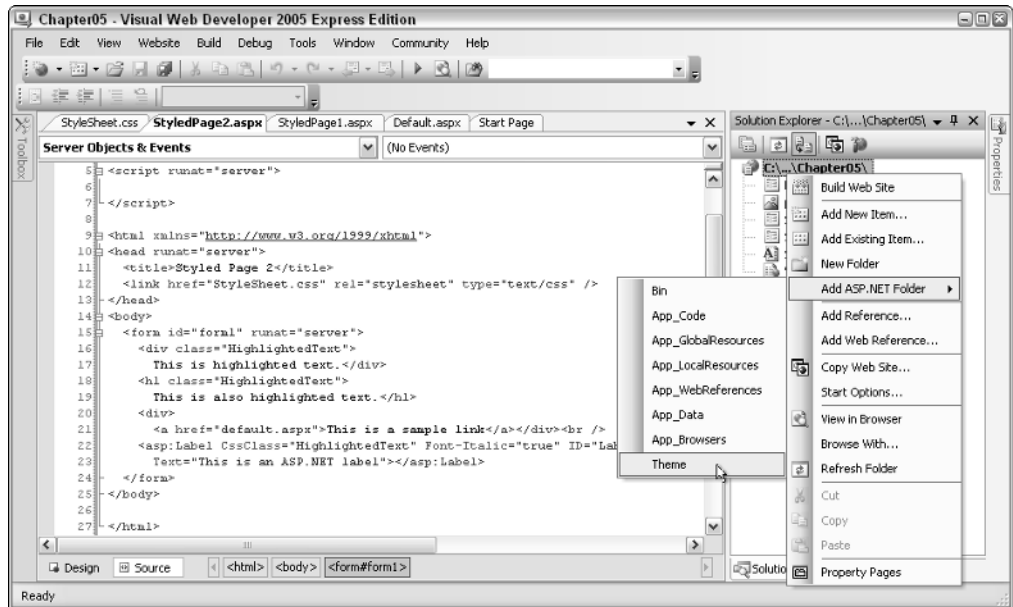 Chapter05 - Visual Web Developer 2005 Express Edition
File Edit View Website Build Debug Tools Window Community Help
StyleSheet.css StyledPage2.aspx StyledPage1.aspx Default.aspx Start Page
Server Objects & Events (No Events)
5 <script runat="server">
6
7 </script>
8
9 <html xmlns="http://www.w3.org/1999/xhtml">
10 <head runat="server">
11 <title>Styled Page 2</title>
12 <link href="StyleSheet.css" rel="stylesheet" type="text/css" />
13 </head>
14 <body>
15 <form id="form1" runat="server">
16 <div class="HighlightedText">
17 This is highlighted text.</div>
18 <h1 class="HighlightedText">
19 This is also highlighted text.</h1>
20 <div>
21 <a href="default.aspx">This is a sample link</a></div><br />
22 <asp:Label CssClass="HighlightedText" Font-Italic="true" ID="Lab
23 Text="This is an ASP.NET label"></asp:Label>
24 </form>
25 </body>
26
27 </html>
Design Source <html> <body> <form#form1>
Ready
Toolbox
Solution Explorer - C:\...\Chapter05\
C:\...\Chapter05\
Solutio
Properties
Build Web Site
Add New Item...
Add Existing Item...
New Folder
Add ASP.NET Folder
Add Reference...
Add Web Reference...
Copy Web Site...
Start Options...
View in Browser
Browse With...
Refresh Folder
Cut
Copy
Paste
Property Pages
Bin
App_Code
App_GlobalResources
App_LocalResources
App_WebReferences
App_Data
App_Browsers
Theme